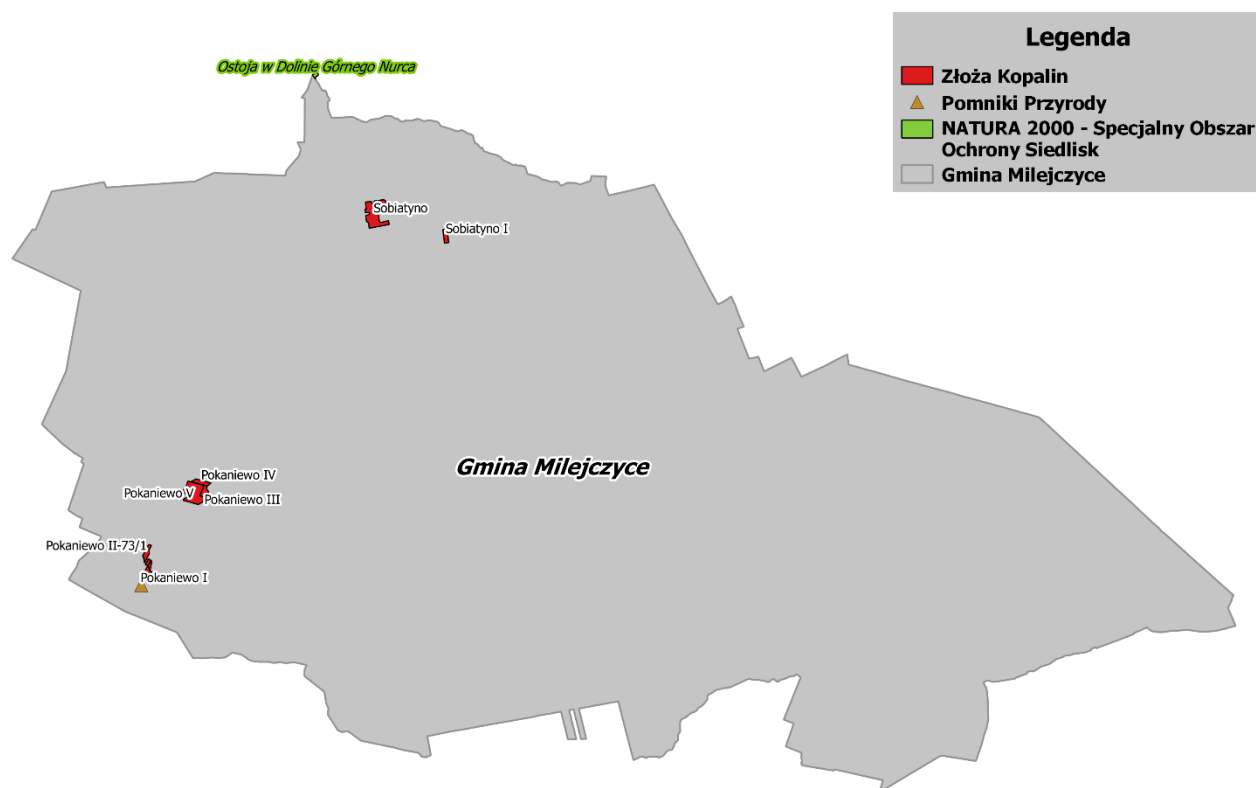 Legenda
Złoża Kopalin
Pomniki Przyrody
NATURA 2000 - Specjalny Obszar
Ochrony Siedlisk
Gmina Milejczyce
Ostoja w Dolinie Górnego Nurca
Sobiatyno
Sobiatyno I
Gmina Milejczyce
Pokaniewo IV
Pokaniewo V
Pokaniewo III
Pokaniewo II-73/1
Pokaniewo I